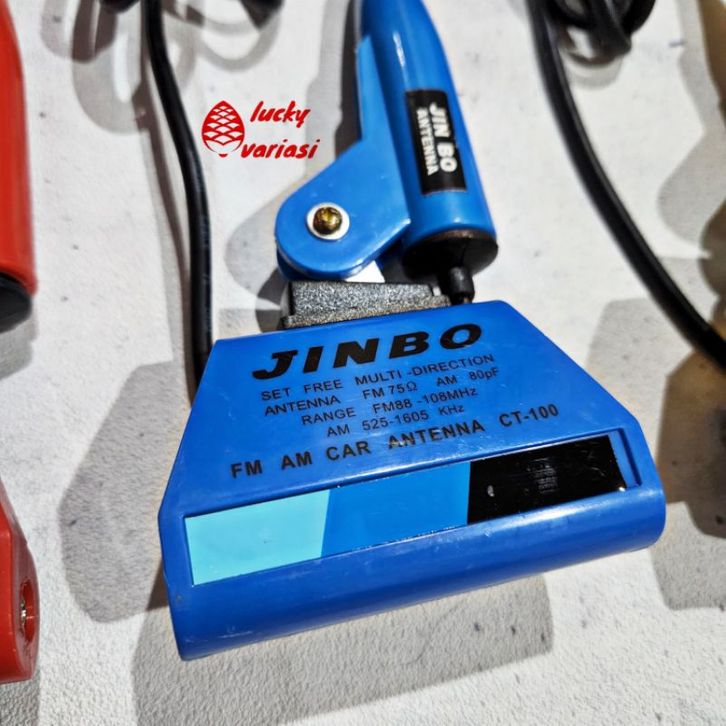 lucky
variasi
JIN BO
ANTENNA
JINBO
SET FREE MULTI-DIRECTION
ANTENNA FM 75Ω AM 80pF
RANGE FM88-108MHz
AM 525-1605 KHz
FM AM CAR ANTENNA CT-100